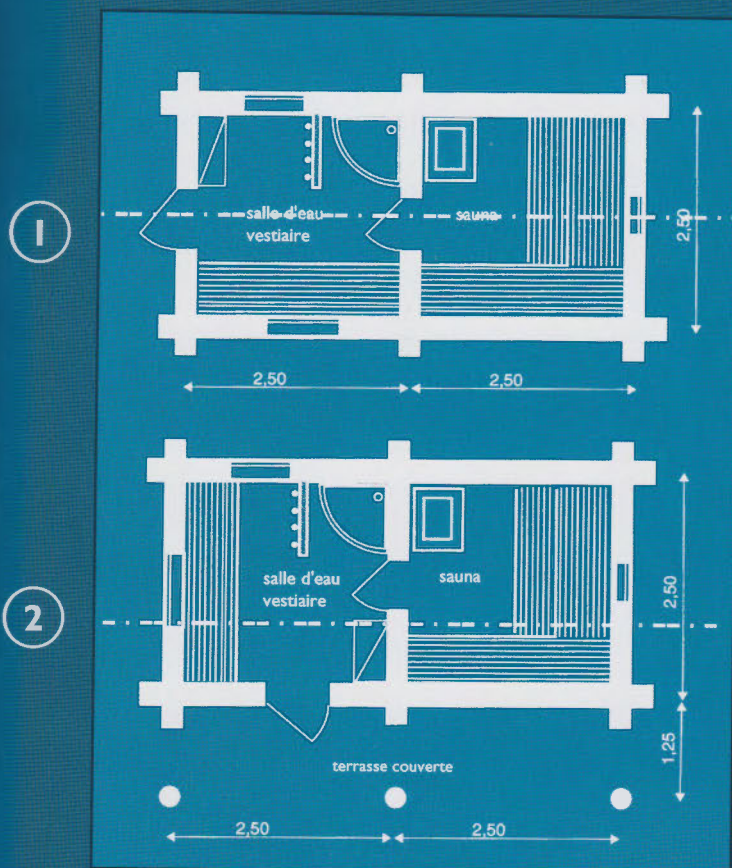 1
salle d'eau
vestiaire
sauna
2,50
2,50
2,50
2
salle d'eau
vestiaire
sauna
2,50
1,25
terrasse couverte
2,50
2,50